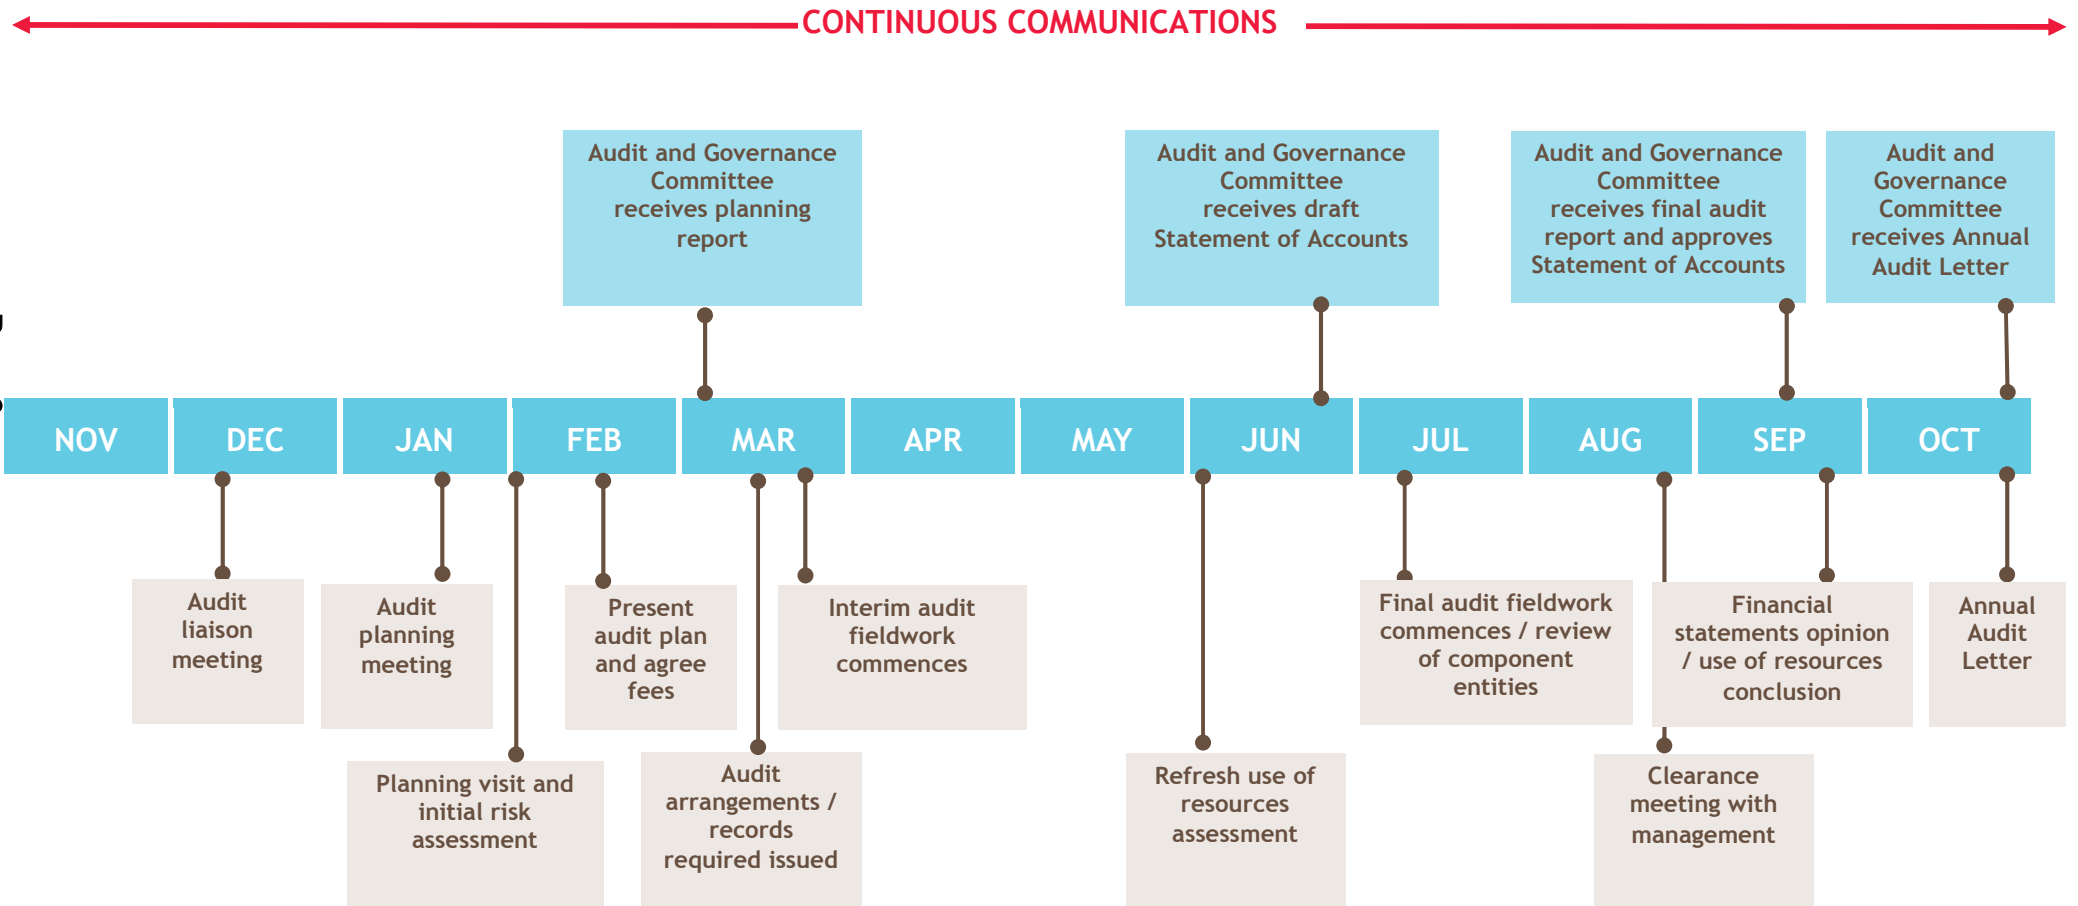 CONTINUOUS COMMUNICATIONS
Audit and Governance
Committee
receives planning
report
Audit and Governance
Committee
receives draft
Statement of Accounts
Audit and Governance
Committee
receives final audit
report and approves
Statement of Accounts
Audit and
Governance
Committee
receives Annual
Audit Letter
NOV
DEC
JAN
FEB
MAR
APR
MAY
JUN
JUL
AUG
SEP
OCT
Audit
liaison
meeting
Audit
planning
meeting
Present
audit plan
and agree
fees
Interim audit
fieldwork
commences
Final audit fieldwork
commences / review
of component
entities
Financial
statements opinion
/ use of resources
conclusion
Annual
Audit
Letter
Planning visit and
initial risk
assessment
Audit
arrangements /
records
required issued
Refresh use of
resources
assessment
Clearance
meeting with
management